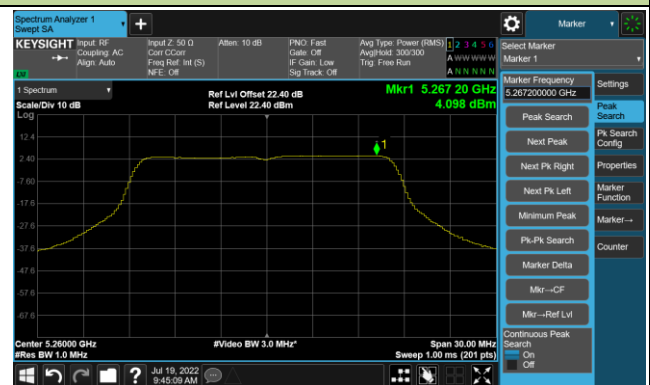 Spectrum Analyzer 1
Swept SA
Marker
KEYSIGHT
Input: RF
Coupling: AC
Align: Auto
Input Z: 50 Ω
Corr CCorr
Freq Ref: Int (S)
NFE: Off
Atten: 10 dB
PNO: Fast
Gate: Off
IF Gain: Low
Sig Track: Off
Avg Type: Power (RMS)
Avg|Hold: 300/300
Trig: Free Run
1 2 3 4 5 6
A W W W W W
A N N N N N
LXI
Select Marker
Marker 1
1 Spectrum
Scale/Div 10 dB
Ref Lvl Offset 22.40 dB
Ref Level 22.40 dBm
Mkr1 5.267 20 GHz
4.098 dBm
Log
12.4
2.40
-7.60
-17.6
-27.6
-37.6
-47.6
-57.6
-67.6
1
Center 5.26000 GHz
#Res BW 1.0 MHz
#Video BW 3.0 MHz*
Span 30.00 MHz
Sweep 1.00 ms (201 pts)
Marker Frequency
5.267200000 GHz
Peak Search
Next Peak
Next Pk Right
Next Pk Left
Minimum Peak
Pk-Pk Search
Marker Delta
Mkr→CF
Mkr→Ref Lvl
Continuous Peak
Search
On
Off
Settings
Peak
Search
Pk Search
Config
Properties
Marker
Function
Marker→
Counter
?
Jul 19, 2022
9:45:09 AM